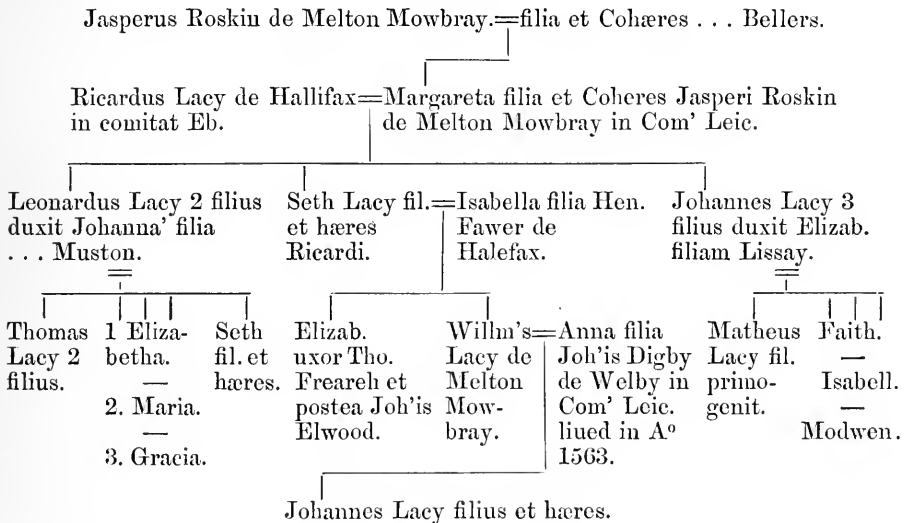 Jasperus Roskin de Melton Mowbray.=filia et Cohæres . . . Bellers.
Ricardus Lacy de Hallifax=Margareta filia et Coheres Jasperi Roskin
in comitat Eb.
de Melton Mowbray in Com' Leic.
Leonardus Lacy 2 filius
duxit Johanna' filia
. . . Muston.
Seth Lacy fil.=Isabella filia Hen.
et hæres
Ricardi.
Fawer de
Halefax.
Johannes Lacy 3
filius duxit Elizab.
filiam Lissay.
Thomas
Lacy 2
filius.
1 Eliza-
betha.
—
2. Maria.
—
3. Gracia.
Seth
fil. et
hæres.
Elizab.
uxor Tho.
Freareh et
postea Joh'is
Elwood.
Willm's=Anna filia
Lacy de
Melton
Mow-
bray.
Joh'is Digby
de Welby in
Com' Leic.
liued in Aº
1563.
Matheus
Lacy fil.
primo-
genit.
Faith.
—
Isabell.
—
Modwen.
Johannes Lacy filius et hæres.